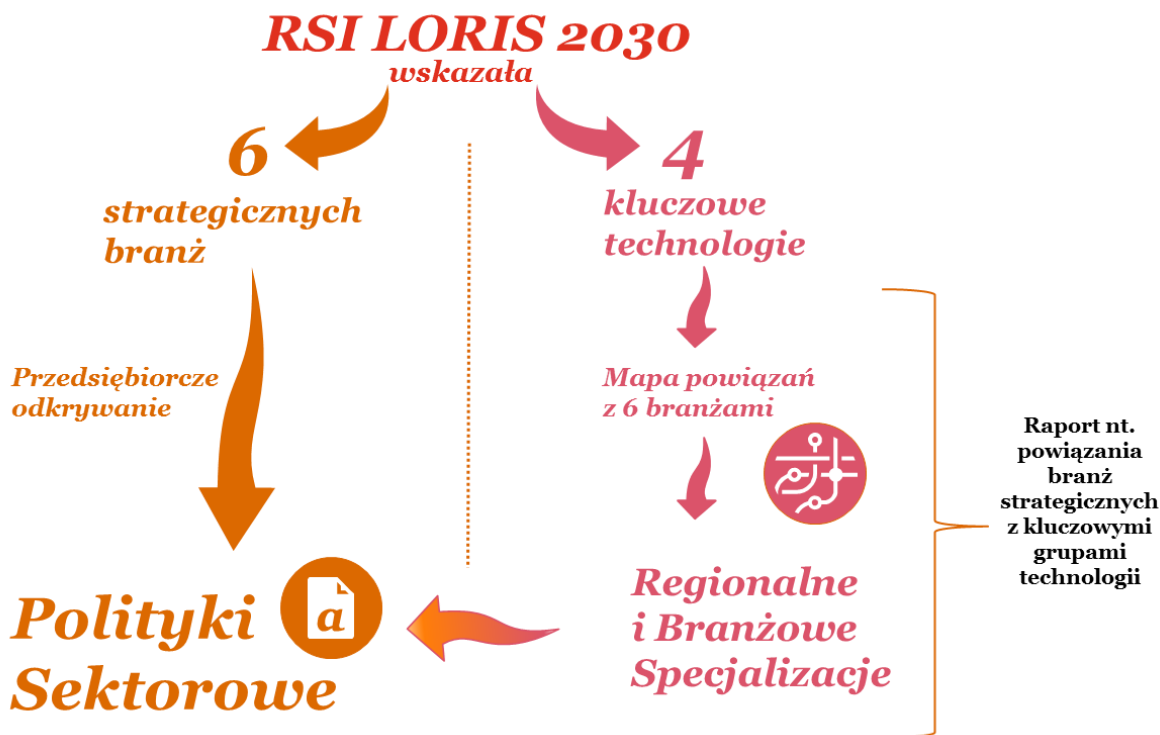 RSI LORIS 2030
wskazała
6
strategicznych
branż
4
kluczowe
technologie
Przedsiębiorcze
odkrywanie
Mapa powiązań
z 6 branżami
Raport nt.
powiązania
branż
strategicznych
z kluczowymi
grupami
technologii
Polityki
Sektorowe
a
Regionalne
i Branżowe
Specjalizacje